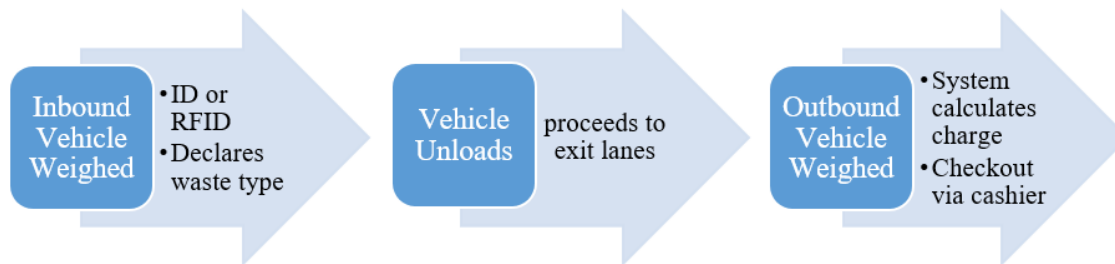 Inbound
Vehicle
Weighed
•ID or
RFID
•Declares
waste type
Vehicle
Unloads
proceeds to
exit lanes
Outbound
Vehicle
Weighed
•System
calculates
charge
•Checkout
via cashier